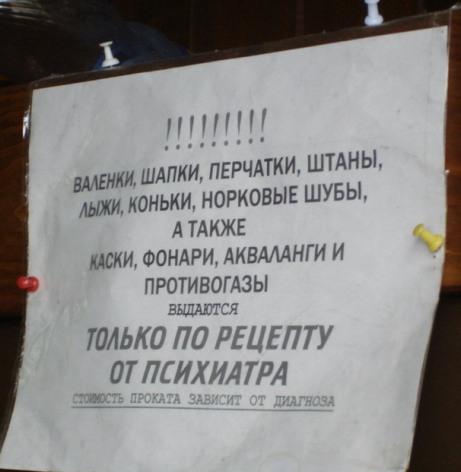 !!!!!!!!!
ВАЛЕНКИ, ШАПКИ, ПЕРЧАТКИ, ШТАНЫ,
ЛЫЖИ, КОНЬКИ, НОРКОВЫЕ ШУБЫ,
А ТАКЖЕ
КАСКИ, ФОНАРИ, АКВАЛАНГИ И
ПРОТИВОГАЗЫ
ВЫДАЮТСЯ
ТОЛЬКО ПО РЕЦЕПТУ
ОТ ПСИХИАТРА
СТОИМОСТЬ ПРОКАТА ЗАВИСИТ ОТ ДИАГНОЗА